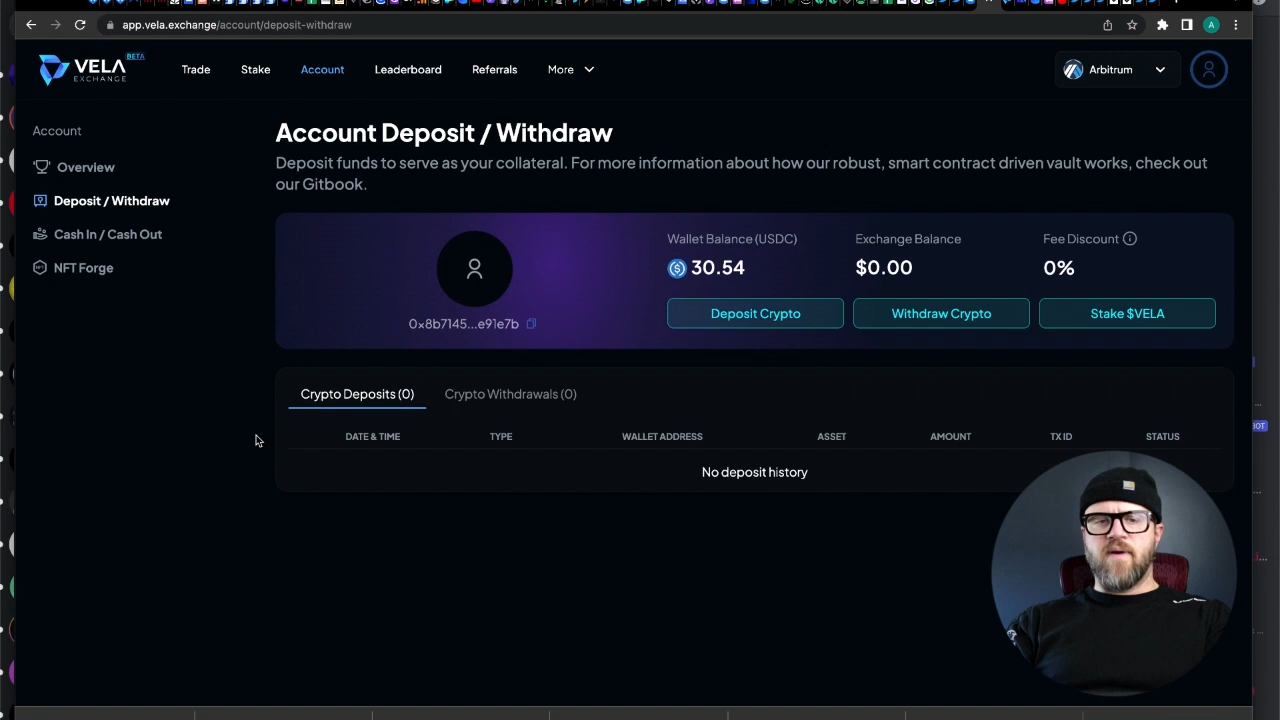 app.vela.exchange/account/deposit-withdraw
A
VELA BETA
EXCHANGE
Trade
Stake
Account
Leaderboard
Referrals
More
Arbitrum
Account
Overview
Deposit / Withdraw
Cash In / Cash Out
NFT Forge
Account Deposit / Withdraw
Deposit funds to serve as your collateral. For more information about how our robust, smart contract driven vault works, check out
our Gitbook.
0x8b7145...e91e7b
Wallet Balance (USDC)
30.54
Deposit Crypto
Exchange Balance
$0.00
Withdraw Crypto
Fee Discount
0%
Stake $VELA
Crypto Deposits (0)
Crypto Withdrawals (0)
DATE & TIME
TYPE
WALLET ADDRESS
ASSET
AMOUNT
TX ID
STATUS
No deposit history